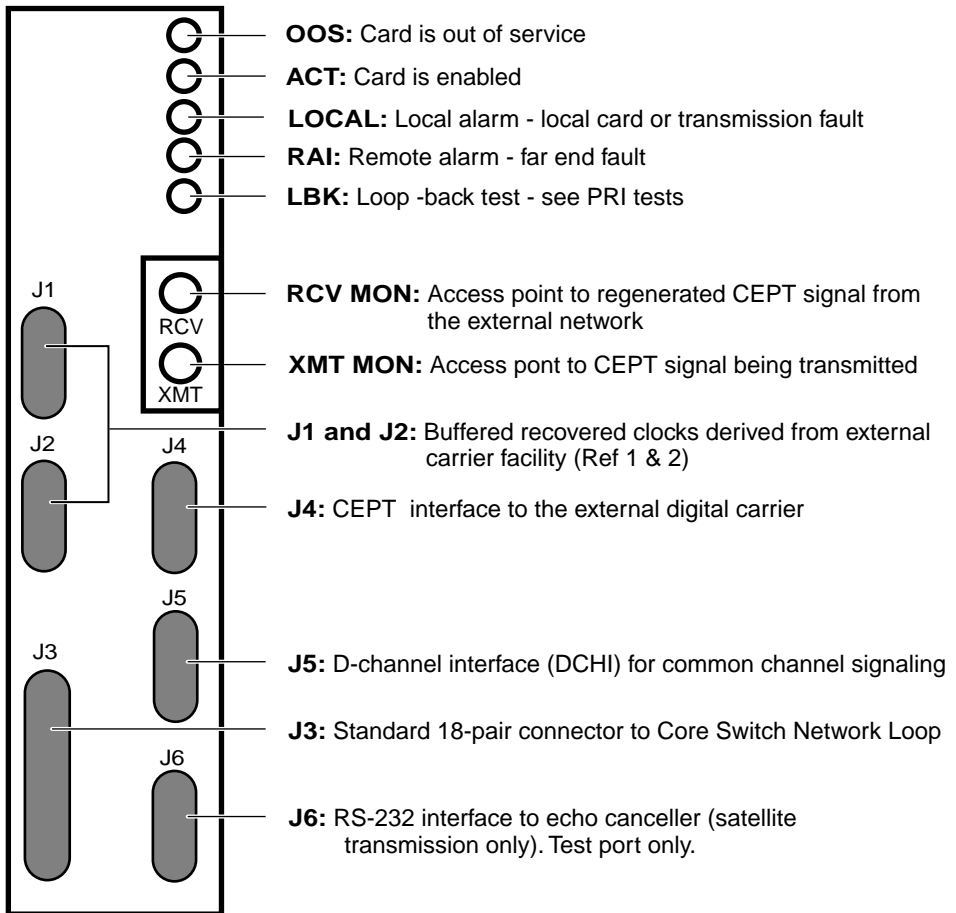 OOS: Card is out of service
ACT: Card is enabled
LOCAL: Local alarm - local card or transmission fault
RAI: Remote alarm - far end fault
LBK: Loop -back test - see PRI tests
J1
RCV
RCV MON: Access point to regenerated CEPT signal from
the external network
XMT
XMT MON: Access pont to CEPT signal being transmitted
J2
J4
J1 and J2: Buffered recovered clocks derived from external
carrier facility (Ref 1 & 2)
J4: CEPT interface to the external digital carrier
J5
J3
J5: D-channel interface (DCHI) for common channel signaling
J3: Standard 18-pair connector to Core Switch Network Loop
J6
J6: RS-232 interface to echo canceller (satellite
transmission only). Test port only.